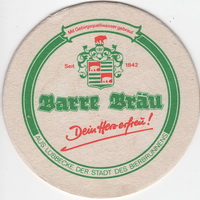 Mit Gebirgsquellwasser gebraut
Seit 1842
Barre Bräu
Dein Herz erfreu!
AUS LÜBBECKE DER STADT DES BIERBRUNNENS